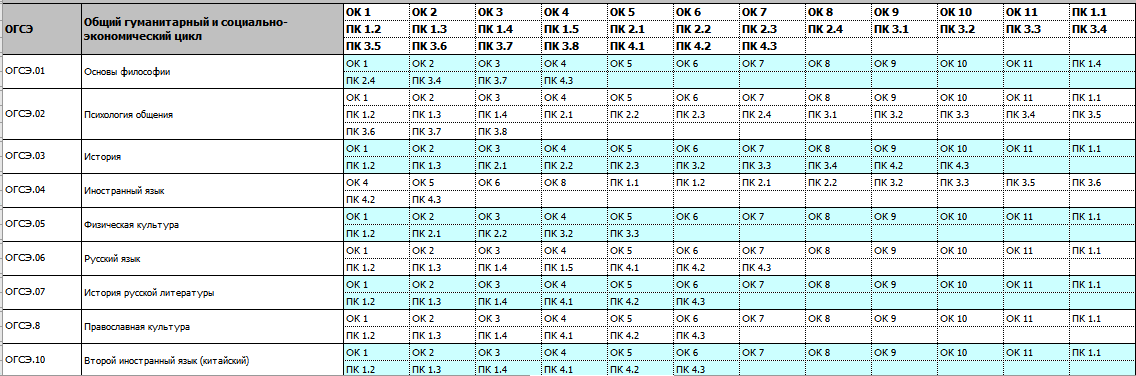 ОГСЭ Общий гуманитарный и социально-экономический цикл ОК 1 ОК 2 ОК 3 ОК 4 ОК 5 ОК 6 ОК 7 ОК 8 ОК 9 ОК 10 ОК 11 ПК 1.1
ПК 1.2 ПК 1.3 ПК 1.4 ПК 1.5 ПК 2.1 ПК 2.2 ПК 2.3 ПК 2.4 ПК 3.1 ПК 3.2 ПК 3.3 ПК 3.4
ПК 3.5 ПК 3.6 ПК 3.7 ПК 3.8 ПК 4.1 ПК 4.2 ПК 4.3
ОГСЭ.01 Основы философии ОК 1 ОК 2 ОК 3 ОК 4 ОК 5 ОК 6 ОК 7 ОК 8 ОК 9 ОК 10 ОК 11 ПК 1.4
ПК 2.4 ПК 3.4 ПК 3.7 ПК 4.3
ОГСЭ.02 Психология общения ОК 1 ОК 2 ОК 3 ОК 4 ОК 5 ОК 6 ОК 7 ОК 8 ОК 9 ОК 10 ОК 11 ПК 1.1
ПК 1.2 ПК 1.3 ПК 1.4 ПК 2.1 ПК 2.2 ПК 2.3 ПК 2.4 ПК 3.1 ПК 3.2 ПК 3.3 ПК 3.4 ПК 3.5
ПК 3.6 ПК 3.7 ПК 3.8
ОГСЭ.03 История ОК 1 ОК 2 ОК 3 ОК 4 ОК 5 ОК 6 ОК 7 ОК 8 ОК 9 ОК 10 ОК 11 ПК 1.1
ПК 1.2 ПК 1.3 ПК 2.1 ПК 2.2 ПК 2.3 ПК 3.2 ПК 3.3 ПК 3.4 ПК 4.2 ПК 4.3
ОГСЭ.04 Иностранный язык ОК 4 ОК 5 ОК 6 ОК 8 ПК 1.1 ПК 1.2 ПК 2.1 ПК 2.2 ПК 3.2 ПК 3.3 ПК 3.5 ПК 3.6
ПК 4.2 ПК 4.3
ОГСЭ.05 Физическая культура ОК 1 ОК 2 ОК 3 ОК 4 ОК 5 ОК 6 ОК 7 ОК 8 ОК 9 ОК 10 ОК 11 ПК 1.1
ПК 1.2 ПК 2.1 ПК 2.2 ПК 3.2 ПК 3.3
ОГСЭ.06 Русский язык ОК 1 ОК 2 ОК 3 ОК 4 ОК 5 ОК 6 ОК 7 ОК 8 ОК 9 ОК 10 ОК 11 ПК 1.1
ПК 1.2 ПК 1.3 ПК 1.4 ПК 1.5 ПК 4.1 ПК 4.2 ПК 4.3
ОГСЭ.07 История русской литературы ОК 1 ОК 2 ОК 3 ОК 4 ОК 5 ОК 6 ОК 7 ОК 8 ОК 9 ОК 10 ОК 11 ПК 1.1
ПК 1.2 ПК 1.3 ПК 1.4 ПК 4.1 ПК 4.2 ПК 4.3
ОГСЭ.8 Православная культура ОК 1 ОК 2 ОК 3 ОК 4 ОК 5 ОК 6 ОК 7 ОК 8 ОК 9 ОК 10 ОК 11 ПК 1.1
ПК 1.2 ПК 1.3 ПК 1.4 ПК 4.1 ПК 4.2 ПК 4.3
ОГСЭ.10 Второй иностранный язык (китайский) ОК 1 ОК 2 ОК 3 ОК 4 ОК 5 ОК 6 ОК 7 ОК 8 ОК 9 ОК 10 ОК 11 ПК 1.1
ПК 1.2 ПК 1.3 ПК 1.4 ПК 4.1 ПК 4.2 ПК 4.3